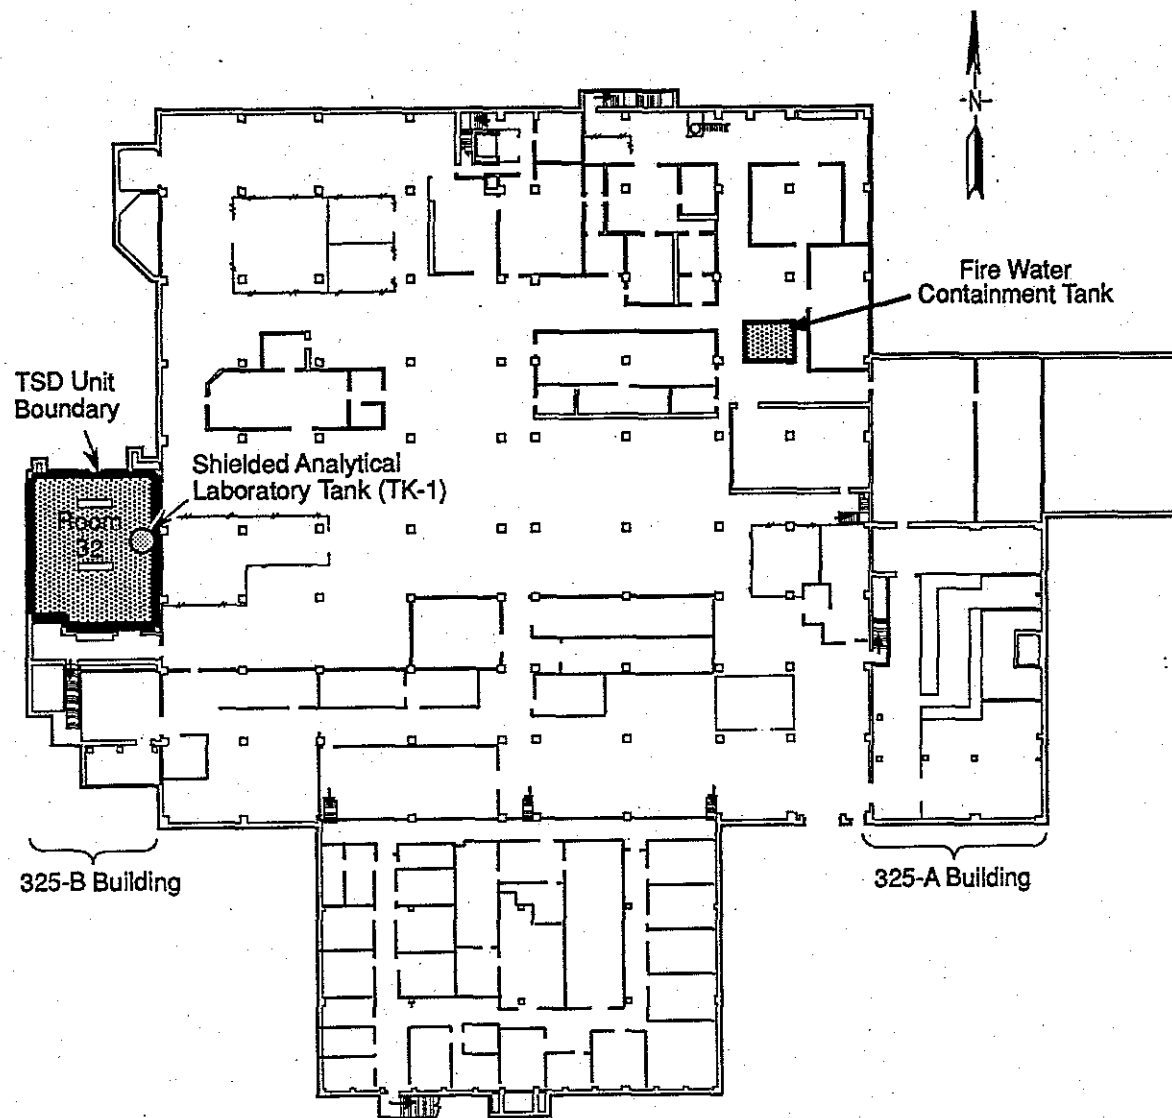 N
Fire Water
Containment Tank
TSD Unit
Boundary
Shielded Analytical
Laboratory Tank (TK-1)
Room
32
325-B Building
325-A Building